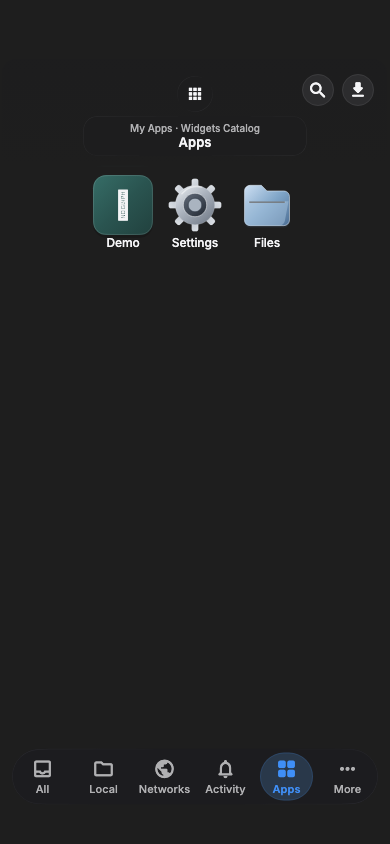 My Apps · Widgets Catalog
Apps
Demo
Settings
Files
All
Local
Networks
Activity
Apps
More